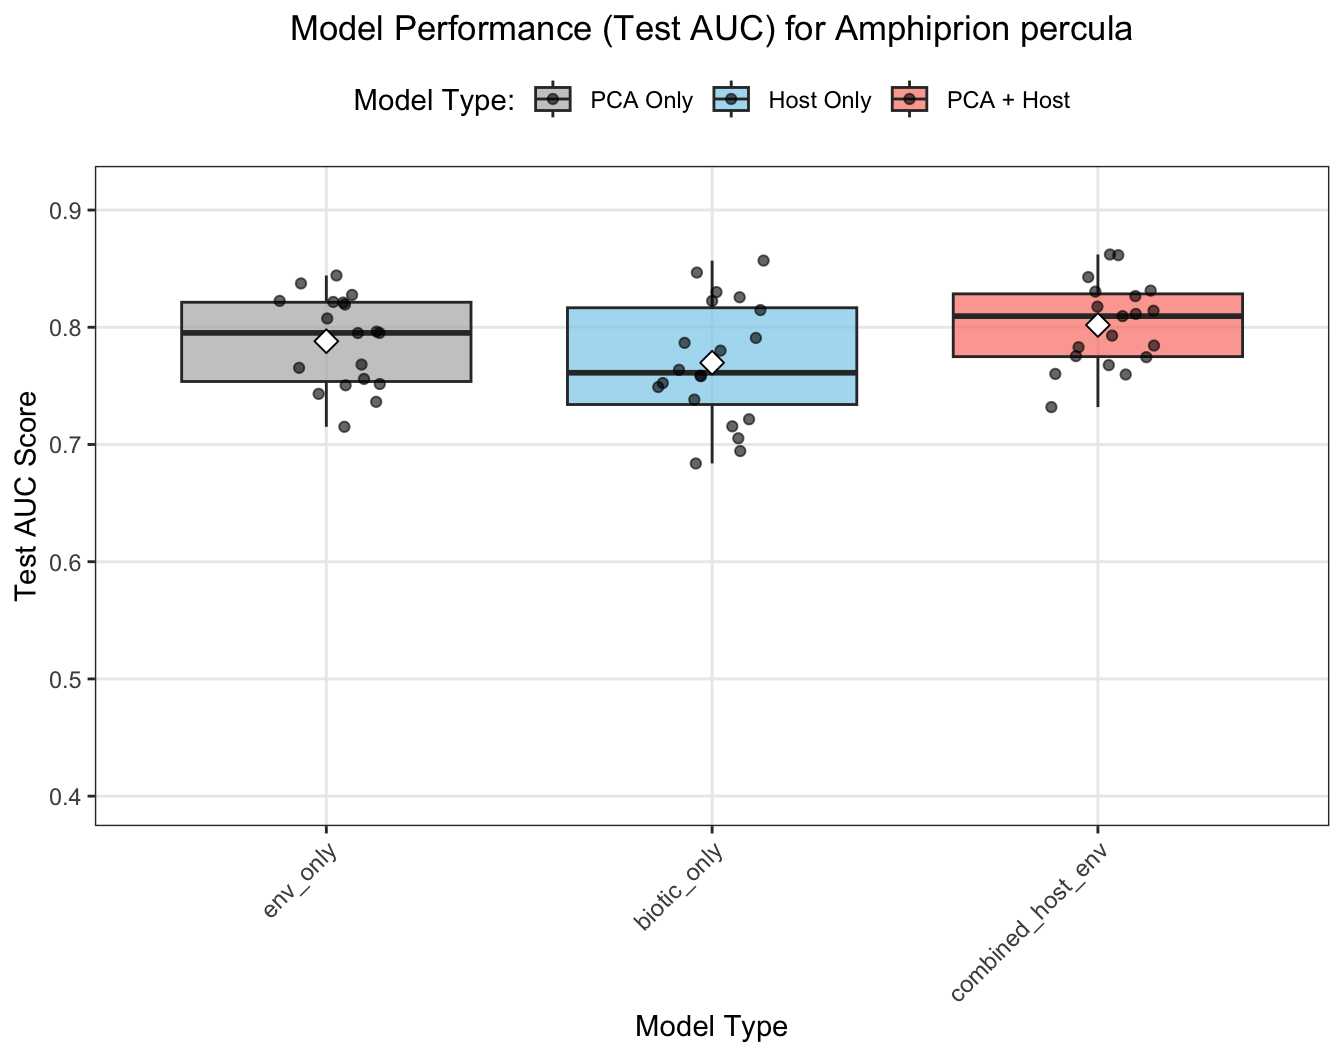 Model Performance (Test AUC) for Amphiprion percula
Model Type: PCA Only Host Only PCA + Host
Test AUC Score
0.9
0.8
0.7
0.6
0.5
0.4
env_only
biotic_only
combined_host_env
Model Type